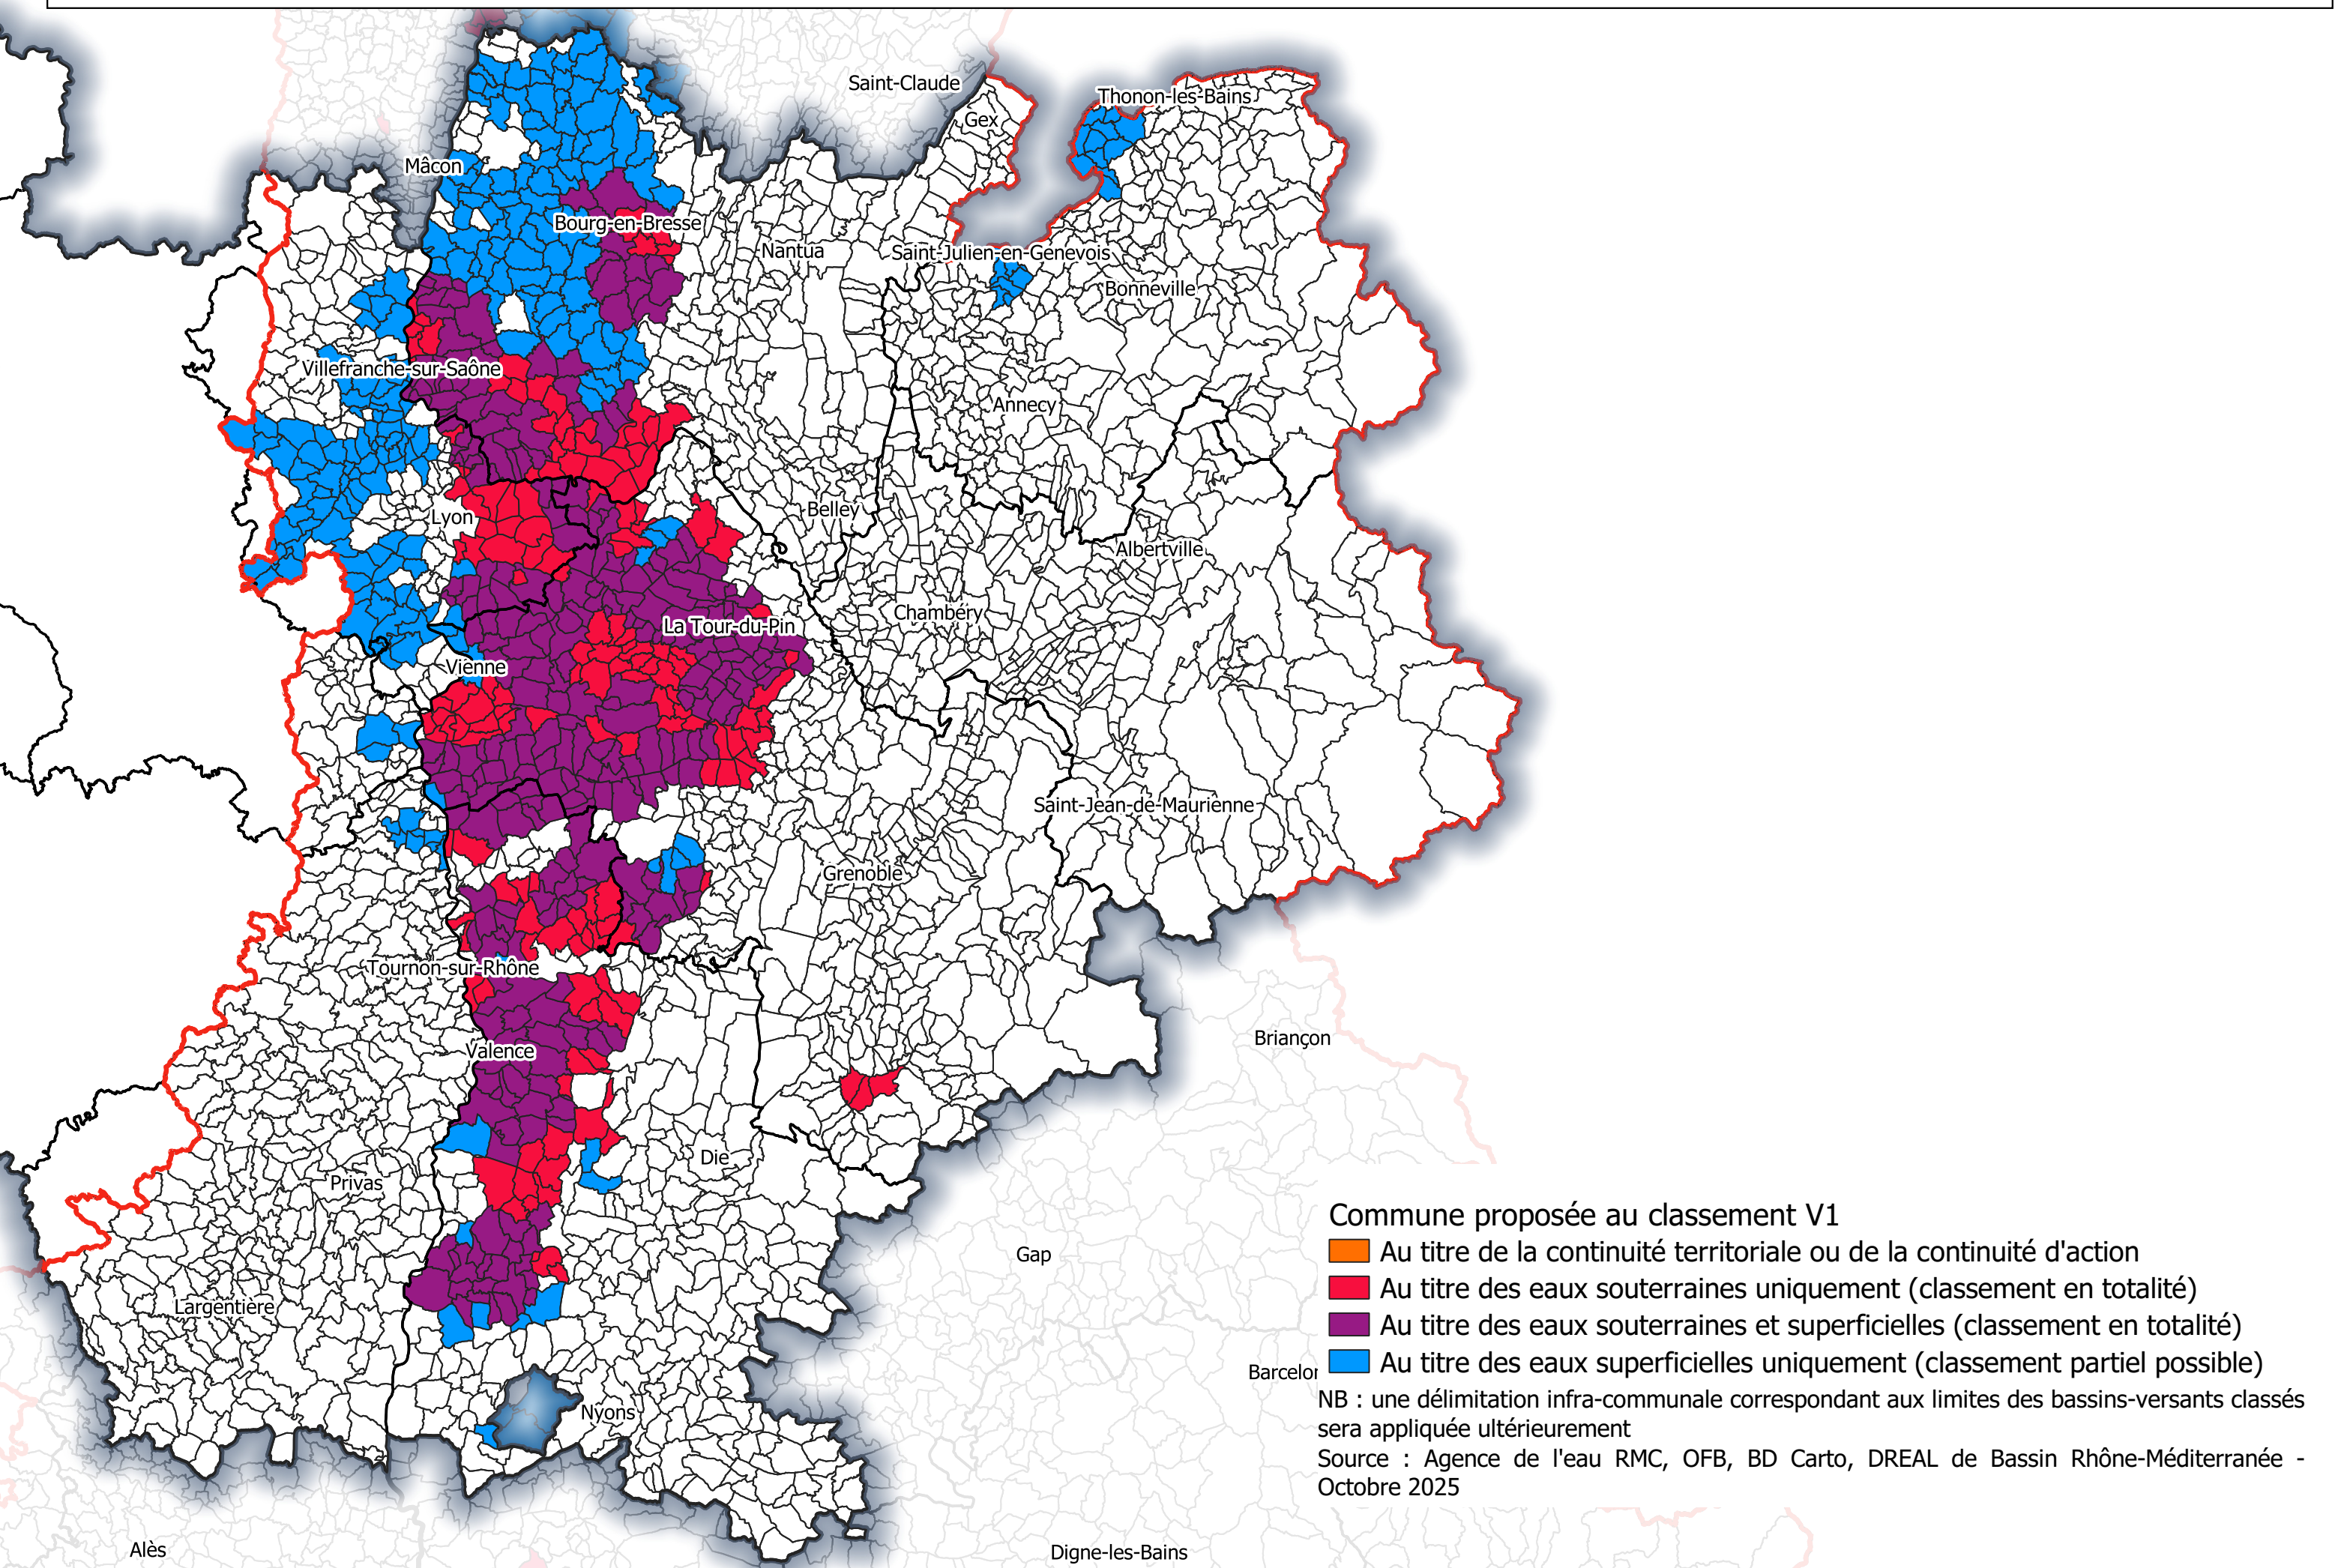 Saint-Claude
Thonon-les-Bains
Gex
Mâcon
Bourg-en-Bresse
Nantua
Saint-Julien-en-Genevois
Bonneville
Villefranche-sur-Saône
Annecy
Belley
Lyon
Albertville
Chambéry
La Tour-du-Pin
Vienne
Saint-Jean-de-Maurienne
Grenoble
Tournon-sur-Rhône
Briançon
Valence
Die
Privas
Gap
Largentière
Barcelon
Nyons
Alès
Digne-les-Bains
Commune proposée au classement V1
Au titre de la continuité territoriale ou de la continuité d'action
Au titre des eaux souterraines uniquement (classement en totalité)
Au titre des eaux souterraines et superficielles (classement en totalité)
Au titre des eaux superficielles uniquement (classement partiel possible)
NB : une délimitation infra-communale correspondant aux limites des bassins-versants classés
sera appliquée ultérieurement
Source : Agence de l'eau RMC, OFB, BD Carto, DREAL de Bassin Rhône-Méditerranée -
Octobre 2025